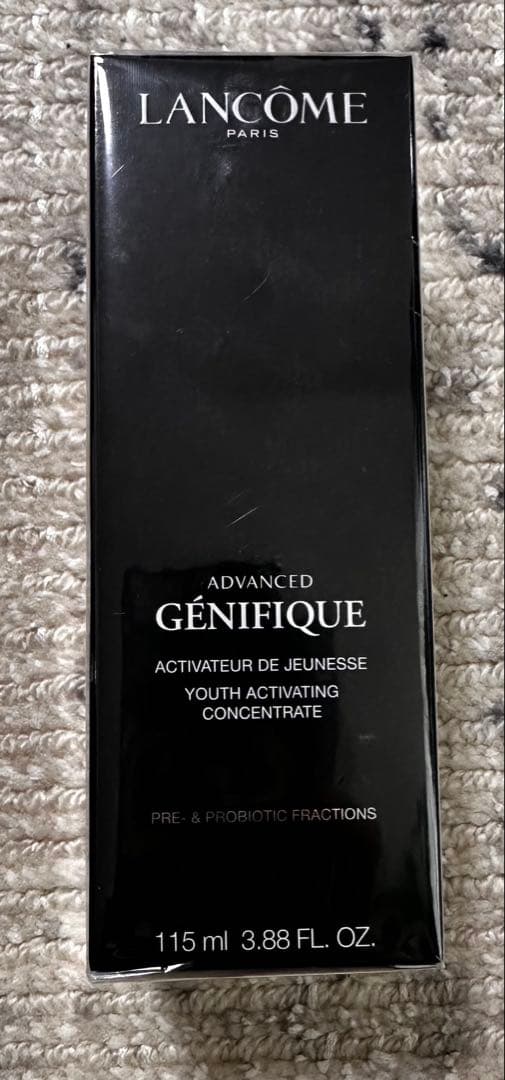 LANCÔME
PARIS
ADVANCED
GÉNIFIQUE
ACTIVATEUR DE JEUNESSE
YOUTH ACTIVATING
CONCENTRATE
PRE- & PROBIOTIC FRACTIONS
115 ml 3.88 FL. OZ.